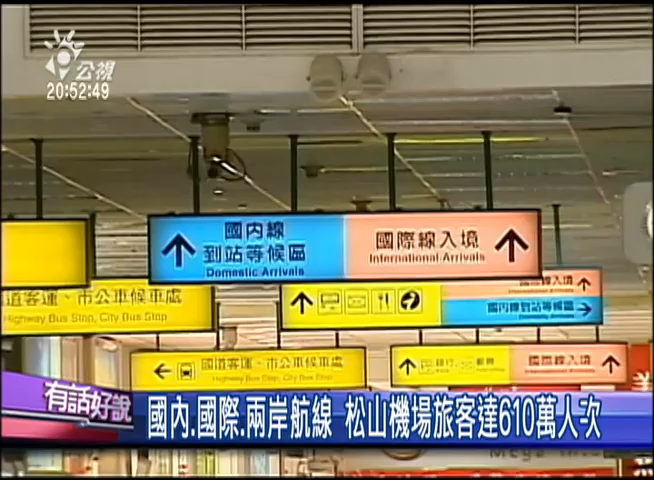 公視
20:52:49
國內線
到站等候區
Domestic Arrivals
國際線入境
International Arrivals
國道客運、市公車候車處
Highway Bus Stop, City Bus Stop
國際線入境
國內線到站等候區
國道客運、市公車候車處
Highway Bus Stop, City Bus Stop
銀行
郵局
國際線入境
有話好說
國內.國際.兩岸航線 松山機場旅客達610萬人次